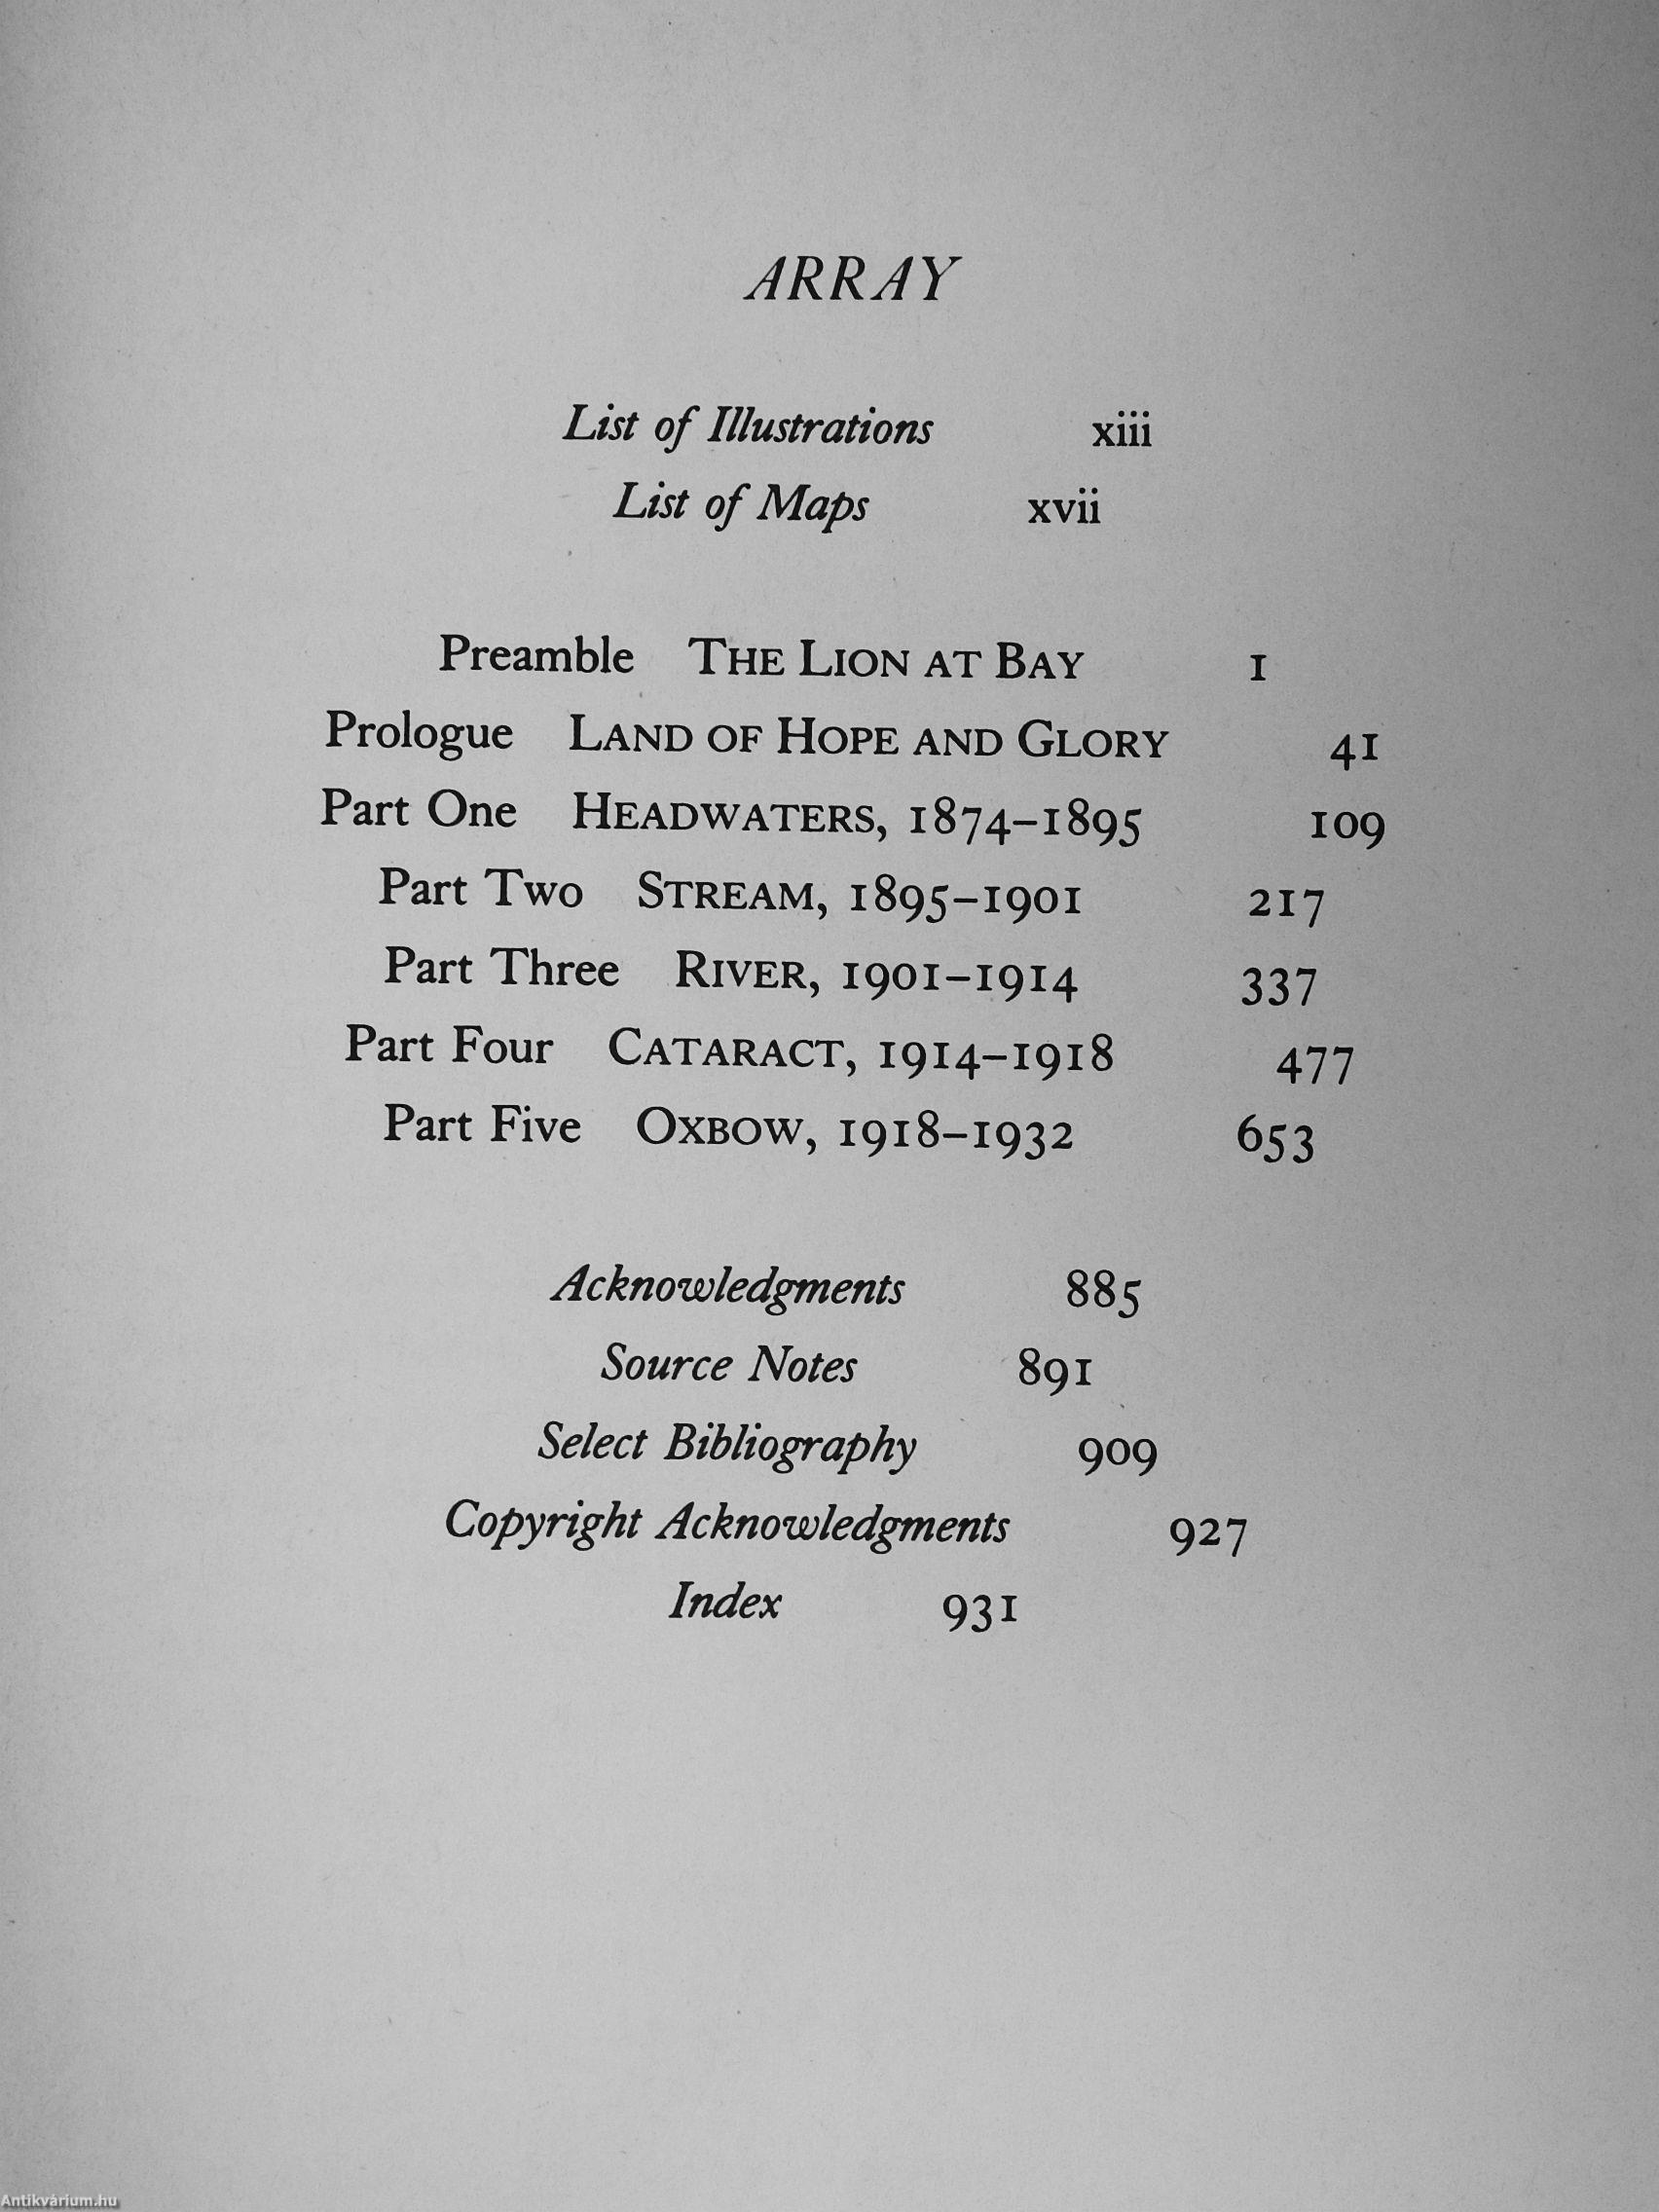 ARRAY
List of Illustrations xiii
List of Maps xvii
Preamble THE LION AT BAY 1
Prologue LAND OF HOPE AND GLORY 41
Part One HEADWATERS, 1874–1895 109
Part Two STREAM, 1895–1901 217
Part Three RIVER, 1901–1914 337
Part Four CATARACT, 1914–1918 477
Part Five OXBOW, 1918–1932 653
Acknowledgments 885
Source Notes 891
Select Bibliography 909
Copyright Acknowledgments 927
Index 931
Antikvárium.hu